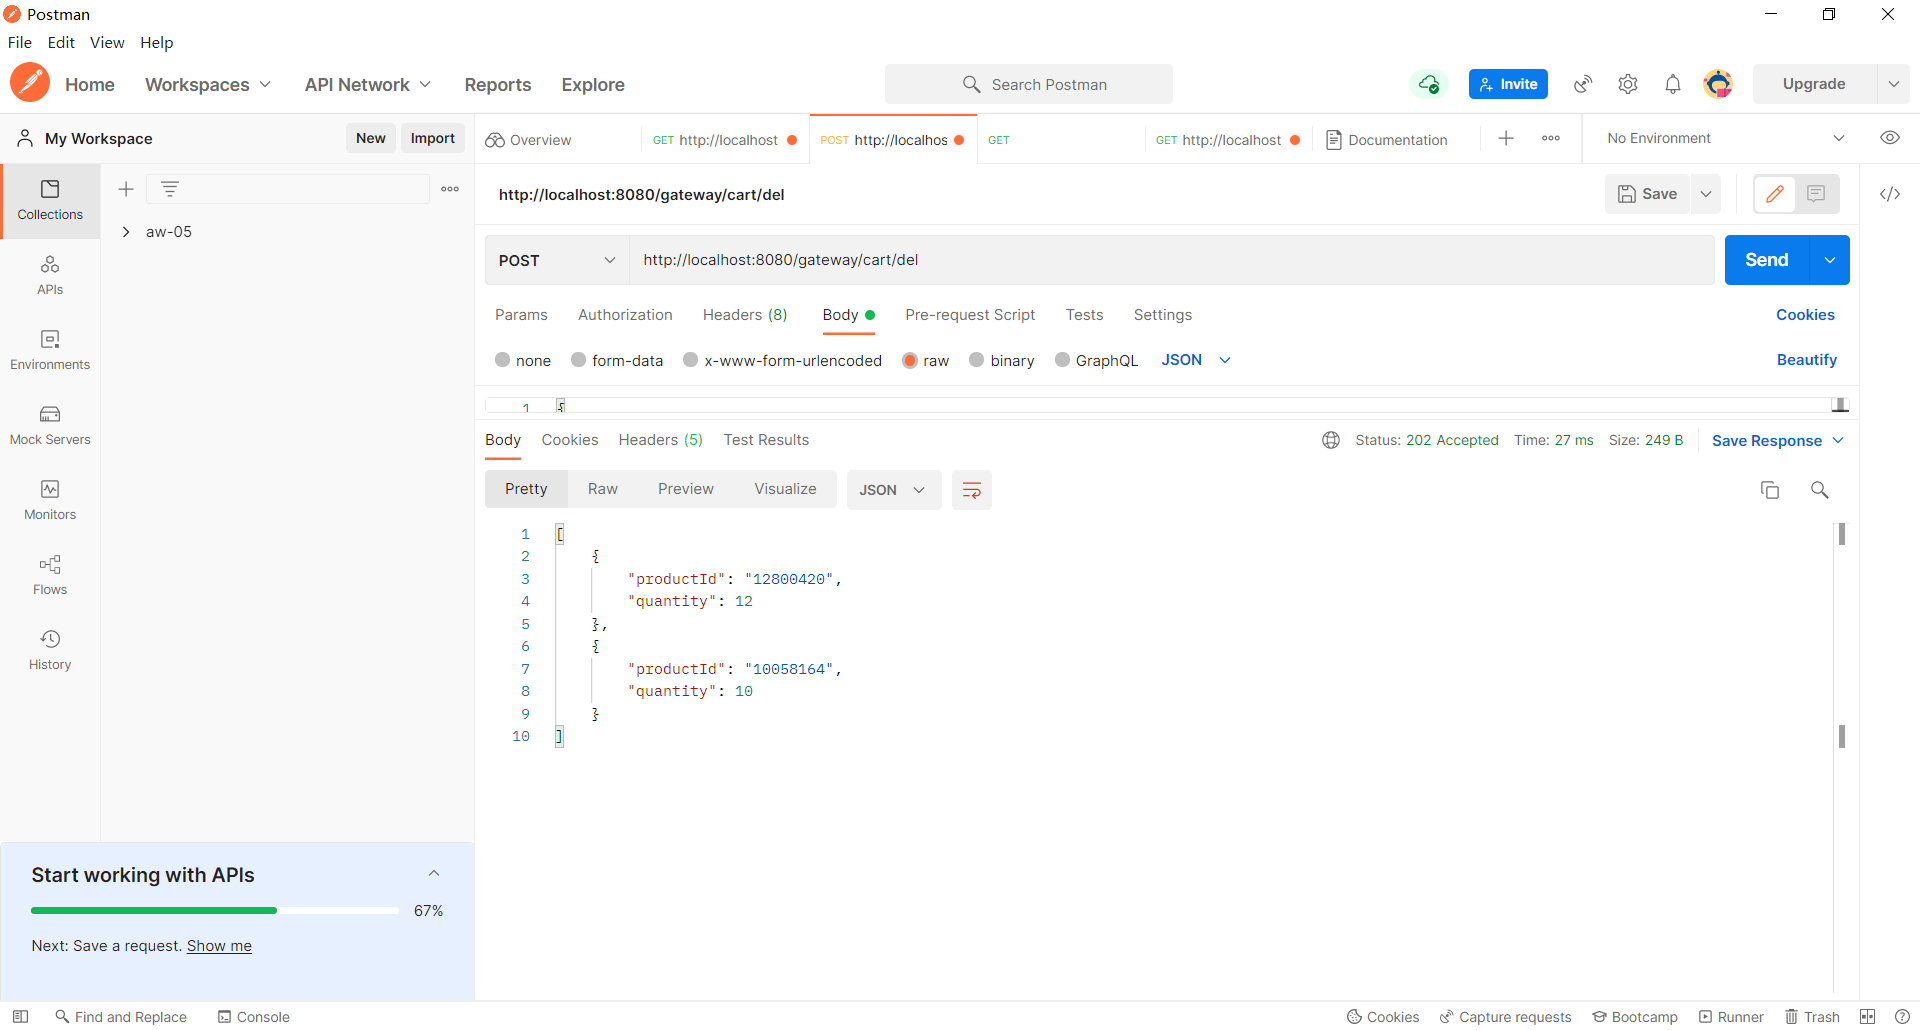 Postman
File Edit View Help
Home Workspaces API Network Reports Explore Search Postman Invite Upgrade
My Workspace New Import Overview GET http://localhost POST http://localhos GET GET http://localhost Documentation No Environment
http://localhost:8080/gateway/cart/del Save
Collections
aw-05
POST http://localhost:8080/gateway/cart/del Send
APIs
Params Authorization Headers (8) Body Pre-request Script Tests Settings Cookies
Environments
none form-data x-www-form-urlencoded raw binary GraphQL JSON Beautify
1 {
Mock Servers
Body Cookies Headers (5) Test Results Status: 202 Accepted Time: 27 ms Size: 249 B Save Response
Pretty Raw Preview Visualize JSON
Monitors
Flows
History
1 [
2 {
3 "productId": "12800420",
4 "quantity": 12
5 },
6 {
7 "productId": "10058164",
8 "quantity": 10
9 }
10 ]
Start working with APIs
67%
Next: Save a request. Show me
Find and Replace Console Cookies Capture requests Bootcamp Runner Trash